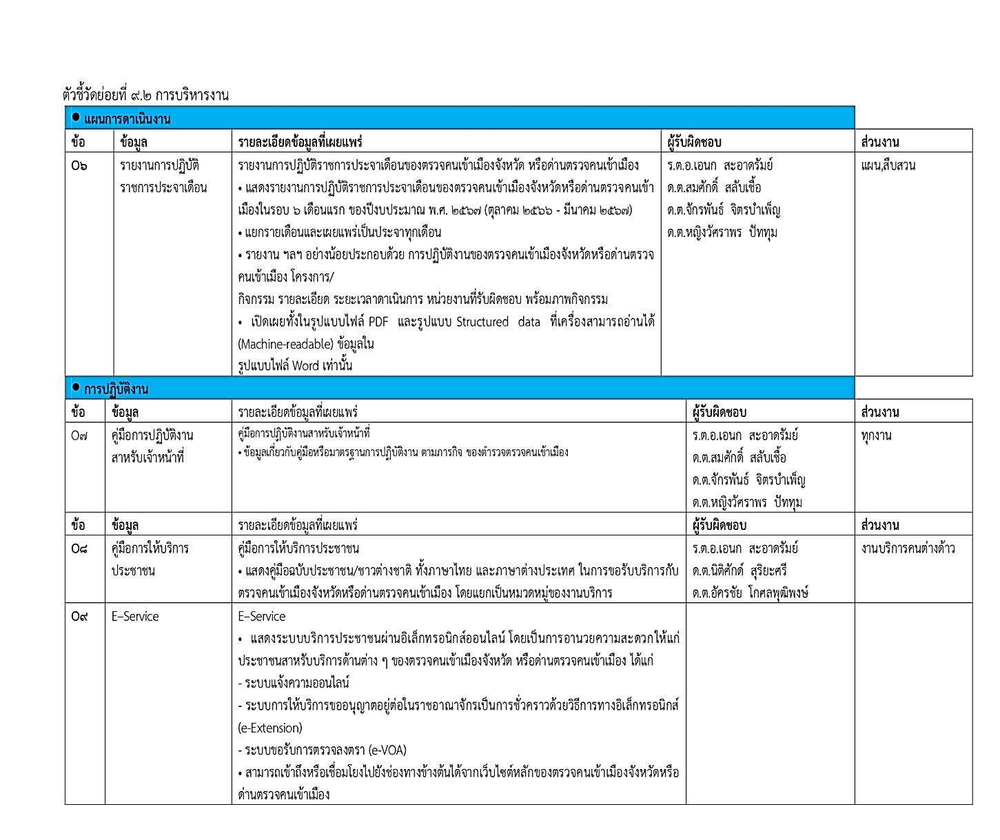 ตัวชี้วัดย่อยที่ ๙.๒ การบริหารงาน
• แผนการดาเนินงาน
ข้อ ข้อมูล รายละเอียดข้อมูลที่เผยแพร่ ผู้รับผิดชอบ ส่วนงาน
O๖ รายงานการปฏิบัติ รายงานการปฏิบัติราชการประจาเดือนของตรวจคนเข้าเมืองจังหวัด หรือด่านตรวจคนเข้าเมือง ร.ต.อ.เอนก สะอาดรัมย์ แผน,สืบสวน
ราชการประจาเดือน • แสดงรายงานการปฏิบัติราชการประจาเดือนของตรวจคนเข้าเมืองจังหวัดหรือด่านตรวจคนเข้า ด.ต.สมศักดิ์ สลับเชื้อ
เมืองในรอบ ๖ เดือนแรก ของปีงบประมาณ พ.ศ. ๒๕๖๗ (ตุลาคม ๒๕๖๖ - มีนาคม ๒๕๖๗) ด.ต.จักรพันธ์ จิตรบำเพ็ญ
• แยกรายเดือนและเผยแพร่เป็นประจาทุกเดือน ด.ต.หญิงวัศราพร ปัททุม
• รายงาน ฯลฯ อย่างน้อยประกอบด้วย การปฏิบัติงานของตรวจคนเข้าเมืองจังหวัดหรือด่านตรวจ
คนเข้าเมือง โครงการ/
กิจกรรม รายละเอียด ระยะเวลาดาเนินการ หน่วยงานที่รับผิดชอบ พร้อมภาพกิจกรรม
• เปิดเผยทั้งในรูปแบบไฟล์ PDF และรูปแบบ Structured data ที่เครื่องสามารถอ่านได้
(Machine-readable) ข้อมูลใน
รูปแบบไฟล์ Word เท่านั้น
• การปฏิบัติงาน
ข้อ ข้อมูล รายละเอียดข้อมูลที่เผยแพร่ ผู้รับผิดชอบ ส่วนงาน
O๗ คู่มือการปฏิบัติงาน คู่มือการปฏิบัติงานสาหรับเจ้าหน้าที่ ร.ต.อ.เอนก สะอาดรัมย์ ทุกงาน
สาหรับเจ้าหน้าที่ • ข้อมูลเกี่ยวกับคู่มือหรือมาตรฐานการปฏิบัติงาน ตามภารกิจ ของตำรวจตรวจคนเข้าเมือง ด.ต.สมศักดิ์ สลับเชื้อ
ด.ต.จักรพันธ์ จิตรบำเพ็ญ
ด.ต.หญิงวัศราพร ปัททุม
ข้อ ข้อมูล รายละเอียดข้อมูลที่เผยแพร่ ผู้รับผิดชอบ ส่วนงาน
O๘ คู่มือการให้บริการ คู่มือการให้บริการประชาชน ร.ต.อ.เอนก สะอาดรัมย์ งานบริการคนต่างด้าว
ประชาชน • แสดงคู่มือฉบับประชาชน/ชาวต่างชาติ ทั้งภาษาไทย และภาษาต่างประเทศ ในการขอรับบริการกับ ด.ต.นิติศักด์ สุริยะศรี
ตรวจคนเข้าเมืองจังหวัดหรือด่านตรวจคนเข้าเมือง โดยแยกเป็นหมวดหมู่ของงานบริการ ด.ต.อัครชัย โกศลพุฒิพงษ์
O๙ E–Service E–Service
• แสดงระบบบริการประชาชนผ่านอิเล็กทรอนิกส์ออนไลน์ โดยเป็นการอานวยความสะดวกให้แก่
ประชาชนสาหรับบริการด้านต่าง ๆ ของตรวจคนเข้าเมืองจังหวัด หรือด่านตรวจคนเข้าเมือง ได้แก่
- ระบบแจ้งความออนไลน์
- ระบบการให้บริการขออนุญาตอยู่ต่อในราชอาณาจักรเป็นการชั่วคราวด้วยวิธีการทางอิเล็กทรอนิกส์
(e-Extension)
- ระบบขอรับการตรวจลงตรา (e-VOA)
• สามารถเข้าถึงหรือเชื่อมโยงไปยังช่องทางข้างต้นได้จากเว็บไซต์หลักของตรวจคนเข้าเมืองจังหวัดหรือ
ด่านตรวจคนเข้าเมือง